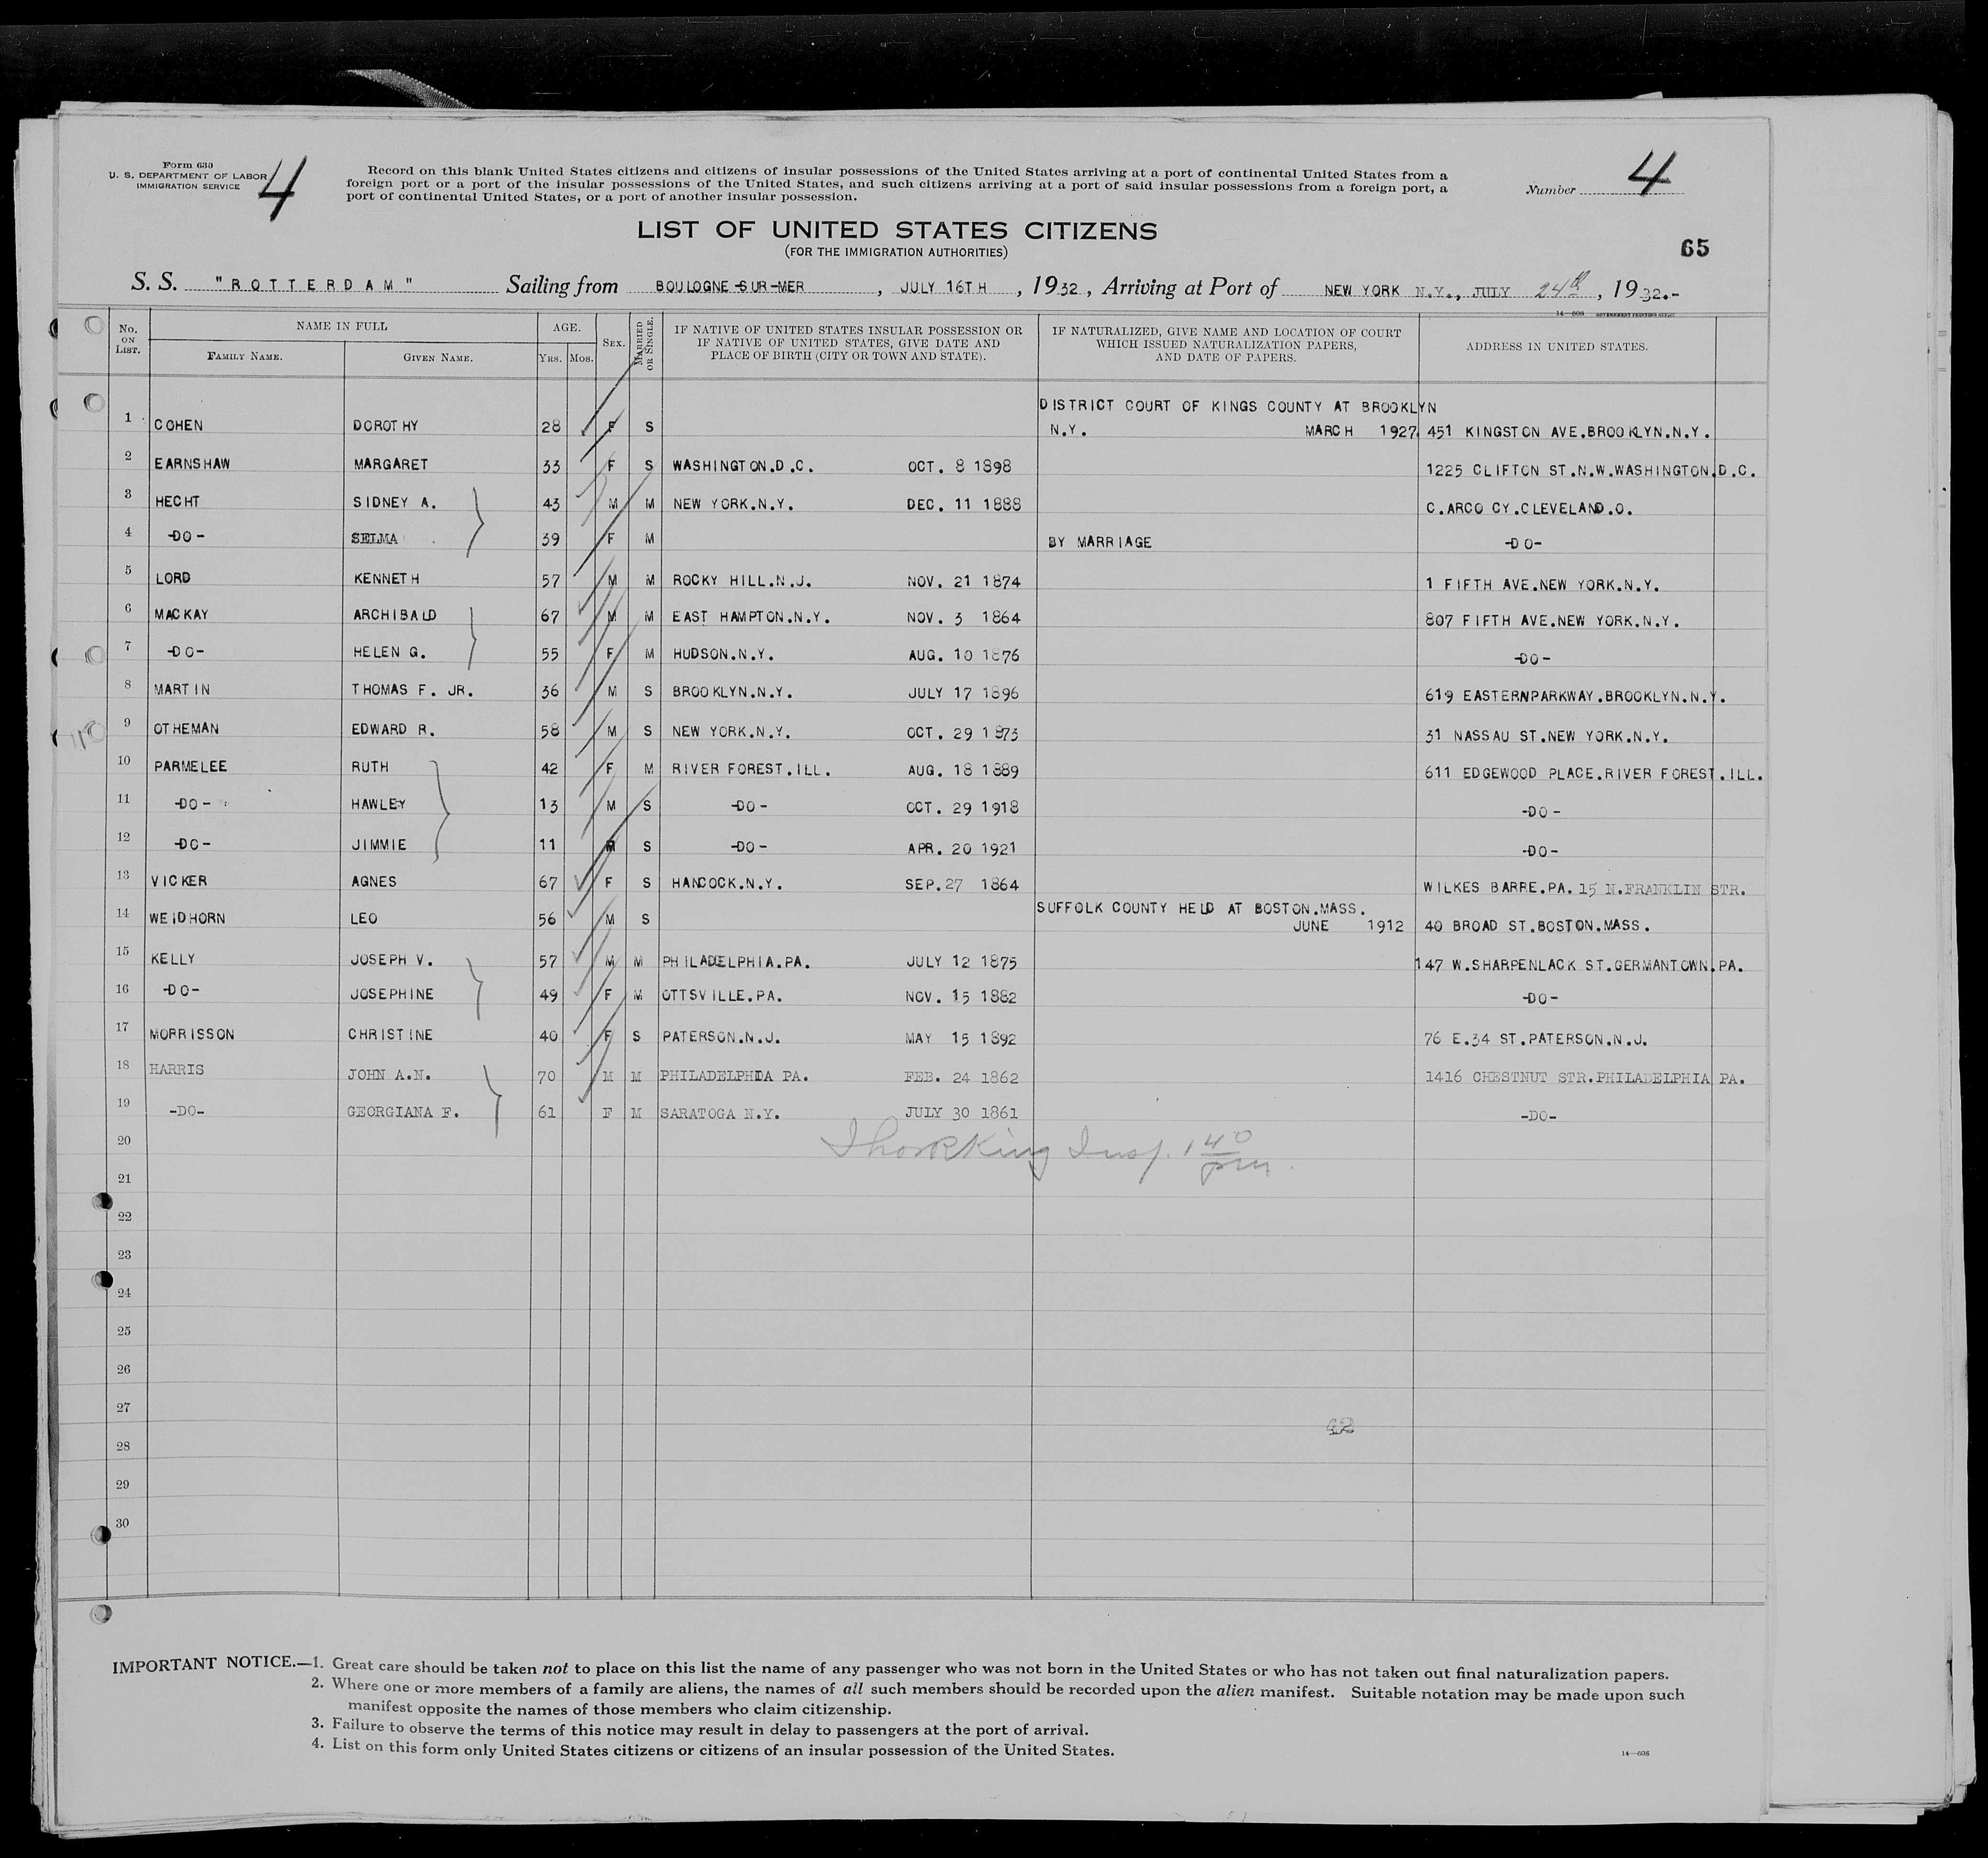 Form 630
U. S. DEPARTMENT OF LABOR
IMMIGRATION SERVICE
4
Record on this blank United States citizens and citizens of insular possessions of the United States arriving at a port of continental United States from a
foreign port or a port of the insular possessions of the United States, and such citizens arriving at a port of said insular possessions from a foreign port, a
port of continental United States, or a port of another insular possession.
Number 4
LIST OF UNITED STATES CITIZENS
(FOR THE IMMIGRATION AUTHORITIES)
65
S. S. "ROTTERDAM" Sailing from BOULOGNE-SUR-MER, JULY 16TH, 1932, Arriving at Port of NEW YORK N.Y., JULY 24th, 1932.-
14—608 GOVERNMENT PRINTING OFFICE
No. ON LIST. NAME IN FULL FAMILY NAME. GIVEN NAME. AGE. YRS. MOS. SEX. MARRIED OR SINGLE. IF NATIVE OF UNITED STATES INSULAR POSSESSION OR IF NATIVE OF UNITED STATES, GIVE DATE AND PLACE OF BIRTH (CITY OR TOWN AND STATE). IF NATURALIZED, GIVE NAME AND LOCATION OF COURT WHICH ISSUED NATURALIZATION PAPERS, AND DATE OF PAPERS. ADDRESS IN UNITED STATES.
DISTRICT COURT OF KINGS COUNTY AT BROOKLYN
1 COHEN DOROTHY 28 F S N.Y. MARCH 1927 451 KINGSTON AVE.BROOKLYN.N.Y.
2 EARNSHAW MARGARET 33 F S WASHINGTON.D.C. OCT. 8 1898 1225 CLIFTON ST.N.W.WASHINGTON.D.C.
3 HECHT SIDNEY A. 43 M M NEW YORK.N.Y. DEC. 11 1888 C.ARCO CY.CLEVELAND.O.
4 -DO- SELMA 39 F M BY MARRIAGE -DO-
5 LORD KENNETH 57 M M ROCKY HILL.N.J. NOV. 21 1874 1 FIFTH AVE.NEW YORK.N.Y.
6 MACKAY ARCHIBALD 67 M M EAST HAMPTON.N.Y. NOV. 3 1864 807 FIFTH AVE.NEW YORK.N.Y.
7 -DO- HELEN G. 55 F M HUDSON.N.Y. AUG. 10 1876 -DO-
8 MARTIN THOMAS F. JR. 36 M S BROOKLYN.N.Y. JULY 17 1896 619 EASTERNPARKWAY.BROOKLYN.N.Y.
9 OTHEMAN EDWARD R. 58 M S NEW YORK.N.Y. OCT. 29 1873 31 NASSAU ST.NEW YORK.N.Y.
10 PARMELEE RUTH 42 F M RIVER FOREST.ILL. AUG. 18 1889 611 EDGEWOOD PLACE.RIVER FOREST.ILL.
11 -DO- HAWLEY 13 M S -DO- OCT. 29 1918 -DO-
12 -DO- JIMMIE 11 M S -DO- APR. 20 1921 -DO-
13 VICKER AGNES 67 F S HANCOCK.N.Y. SEP.27 1864 WILKES BARRE.PA. 15 N.FRANKLIN STR.
SUFFOLK COUNTY HELD AT BOSTON.MASS.
14 WEIDHORN LEO 56 M S JUNE 1912 40 BROAD ST.BOSTON.MASS.
15 KELLY JOSEPH V. 57 M M PHILADELPHIA.PA. JULY 12 1875 147 W.SHARPENLACK ST.GERMANTOWN.PA.
16 -DO- JOSEPHINE 49 F M OTTSVILLE.PA. NOV. 15 1882 -DO-
17 MORRISSON CHRISTINE 40 F S PATERSON.N.J. MAY 15 1892 76 E.34 ST.PATERSON.N.J.
18 HARRIS JOHN A.N. 70 M M PHILADELPHIA PA. FEB. 24 1862 1416 CHESTNUT STR.PHILADELPHIA PA.
19 -DO- GEORGIANA F. 61 F M SARATOGA N.Y. JULY 30 1861 -DO-
20
Insp. 1 40 pm.
21
22
23
24
25
26
27
42
28
29
30
IMPORTANT NOTICE.—1. Great care should be taken not to place on this list the name of any passenger who was not born in the United States or who has not taken out final naturalization papers.
2. Where one or more members of a family are aliens, the names of all such members should be recorded upon the alien manifest. Suitable notation may be made upon such
manifest opposite the names of those members who claim citizenship.
3. Failure to observe the terms of this notice may result in delay to passengers at the port of arrival.
4. List on this form only United States citizens or citizens of an insular possession of the United States.
14—608